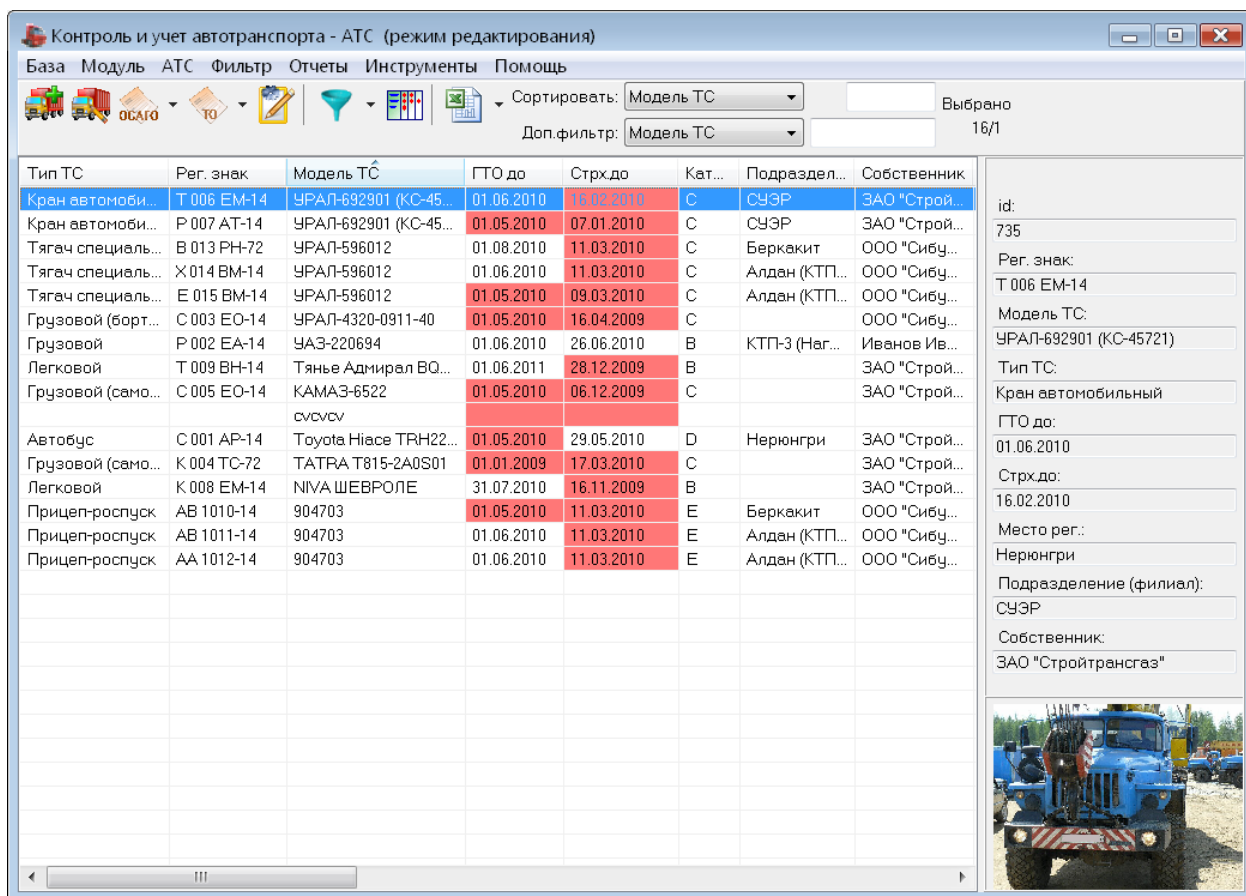 Контроль и учет автотранспорта - АТС (режим редактирования)
База Модуль АТС Фильтр Отчеты Инструменты Помощь
ОСАГО ТО Сортировать: Модель ТС Выбрано
Доп.фильтр: Модель ТС 16/1
Тип ТС Рег. знак Модель ТС ГТО до Стрх.до Кат... Подраздел... Собственник
Кран автомоби... Т 006 ЕМ-14 УРАЛ-692901 (КС-45... 01.06.2010 16.02.2010 С СУЭР ЗАО "Строй...
Кран автомоби... Р 007 АТ-14 УРАЛ-692901 (КС-45... 01.05.2010 07.01.2010 С СУЭР ЗАО "Строй...
Тягач специаль... В 013 РН-72 УРАЛ-596012 01.08.2010 11.03.2010 С Беркакит ООО "Сибу...
Тягач специаль... Х 014 ВМ-14 УРАЛ-596012 01.06.2010 11.03.2010 С Алдан (КТП... ООО "Сибу...
Тягач специаль... Е 015 ВМ-14 УРАЛ-596012 01.05.2010 09.03.2010 С Алдан (КТП... ООО "Сибу...
Грузовой (борт... С 003 ЕО-14 УРАЛ-4320-0911-40 01.05.2010 16.04.2009 С ООО "Сибу...
Грузовой Р 002 ЕА-14 УАЗ-220694 01.06.2010 26.06.2010 В КТП-3 (Наг... Иванов Ив...
Легковой Т 009 ВН-14 Тянье Адмирал BQ... 01.06.2011 28.12.2009 В ЗАО "Строй...
Грузовой (само... С 005 ЕО-14 КАМАЗ-6522 01.05.2010 06.12.2009 С ЗАО "Строй...
cvcvcv
Автобус С 001 АР-14 Toyota Hiace TRH22... 01.05.2010 29.05.2010 D Нерюнгри ЗАО "Строй...
Грузовой (само... К 004 ТС-72 TATRA T815-2A0S01 01.01.2009 17.03.2010 С ЗАО "Строй...
Легковой К 008 ЕМ-14 NIVA ШЕВРОЛЕ 31.07.2010 16.11.2009 В ЗАО "Строй...
Прицеп-роспуск АВ 1010-14 904703 01.05.2010 11.03.2010 Е Беркакит ООО "Сибу...
Прицеп-роспуск АВ 1011-14 904703 01.06.2010 11.03.2010 Е Алдан (КТП... ООО "Сибу...
Прицеп-роспуск АА 1012-14 904703 01.06.2010 11.03.2010 Е Алдан (КТП... ООО "Сибу...
id:
735
Рег. знак:
Т 006 ЕМ-14
Модель ТС:
УРАЛ-692901 (КС-45721)
Тип ТС:
Кран автомобильный
ГТО до:
01.06.2010
Стрх.до:
16.02.2010
Место рег.:
Нерюнгри
Подразделение (филиал):
СУЭР
Собственник:
ЗАО "Стройтрансгаз"